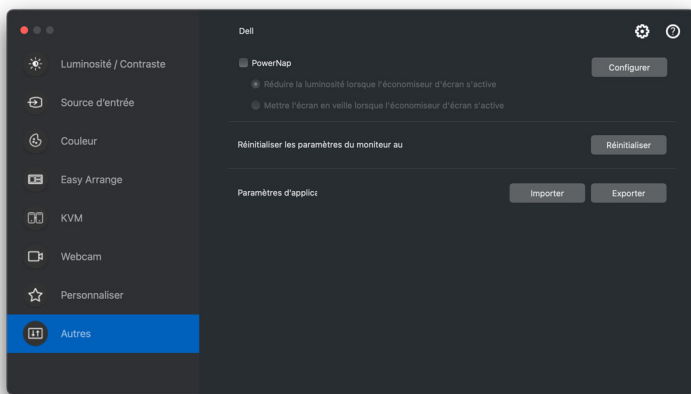 Dell
Luminosité / Contraste
Source d'entrée
Couleur
Easy Arrange
KVM
Webcam
Personnaliser
Autres
PowerNap
Configurer
Réduire la luminosité lorsque l'économiseur d'écran s'active
Mettre l'écran en veille lorsque l'économiseur d'écran s'active
Réinitialiser les paramètres du moniteur au
Réinitialiser
Paramètres d'applica
Importer
Exporter